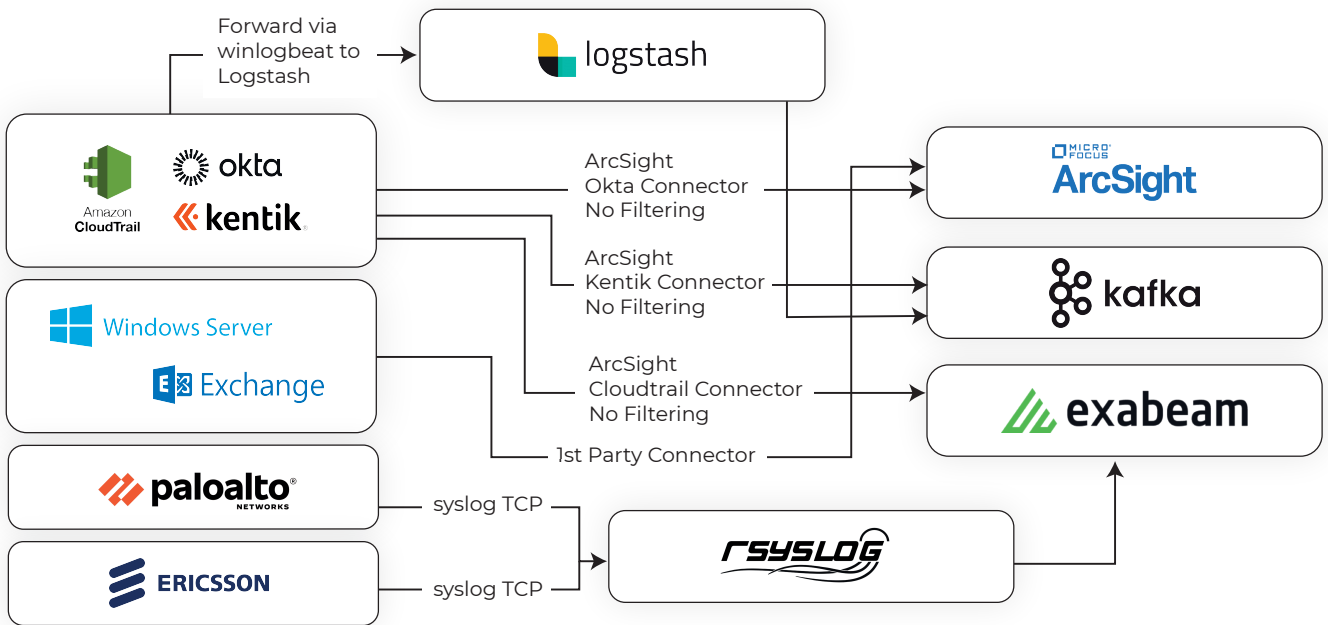 Forward via
winlogbeat to
Logstash
logstash
Amazon
CloudTrail
okta
kentik
ArcSight
Okta Connector
No Filtering
MICRO
FOCUS
ArcSight
ArcSight
Kentik Connector
No Filtering
kafka
Windows Server
E
Exchange
ArcSight
Cloudtrail Connector
No Filtering
exabeam
1st Party Connector
paloalto®
NETWORKS
syslog TCP
rsyslog
ERICSSON
syslog TCP